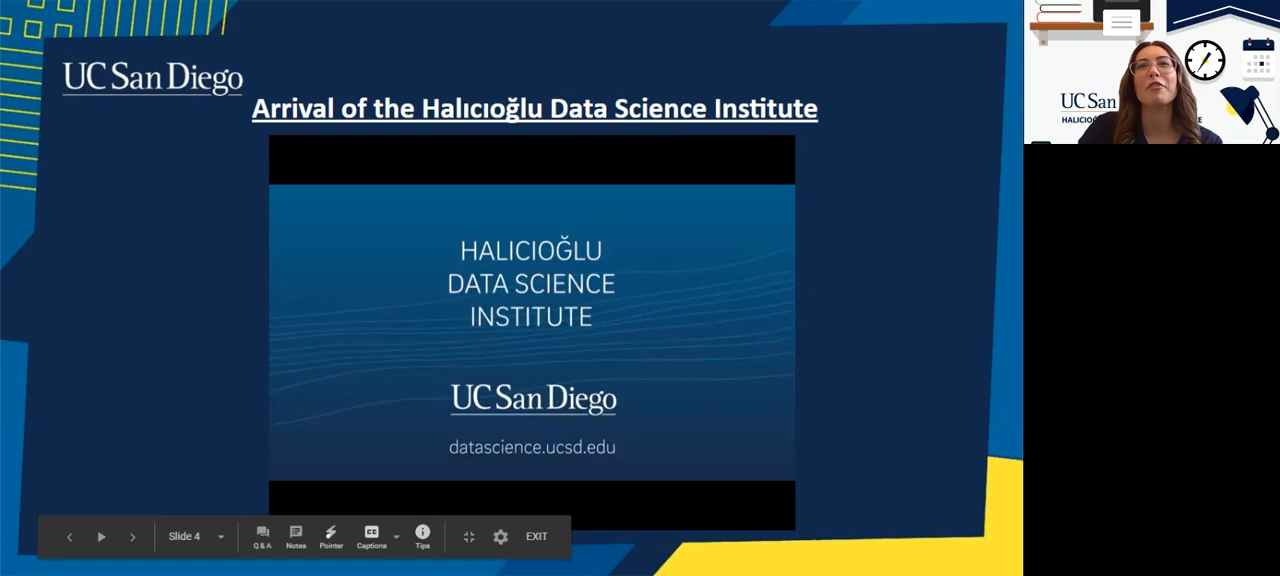 UC San Diego
Arrival of the Halıcıoğlu Data Science Institute
HALICIOĞLU
DATA SCIENCE
INSTITUTE
UC San Diego
datascience.ucsd.edu
Slide 4
Q & A
Notes
Pointer
Captions
Tips
EXIT
UC San